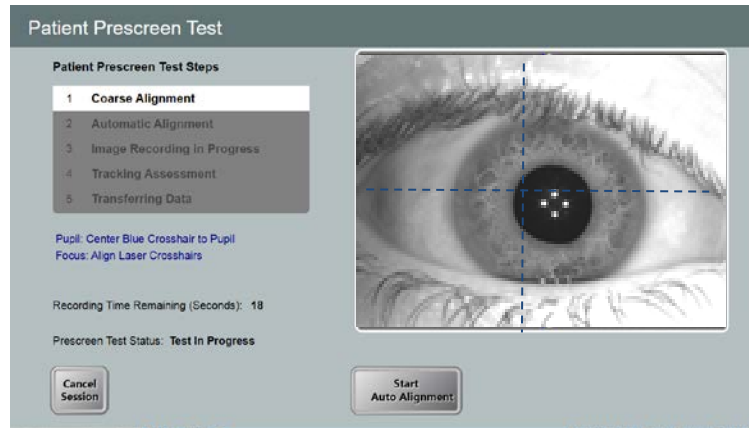 Patient Prescreen Test
Patient Prescreen Test Steps
1 Coarse Alignment
2 Automatic Alignment
3 Image Recording in Progress
4 Tracking Assessment
5 Transferring Data
Pupil: Center Blue Crosshair to Pupil
Focus: Align Laser Crosshairs
Recording Time Remaining (Seconds): 18
Prescreen Test Status: Test In Progress
Cancel
Session
Start
Auto Alignment